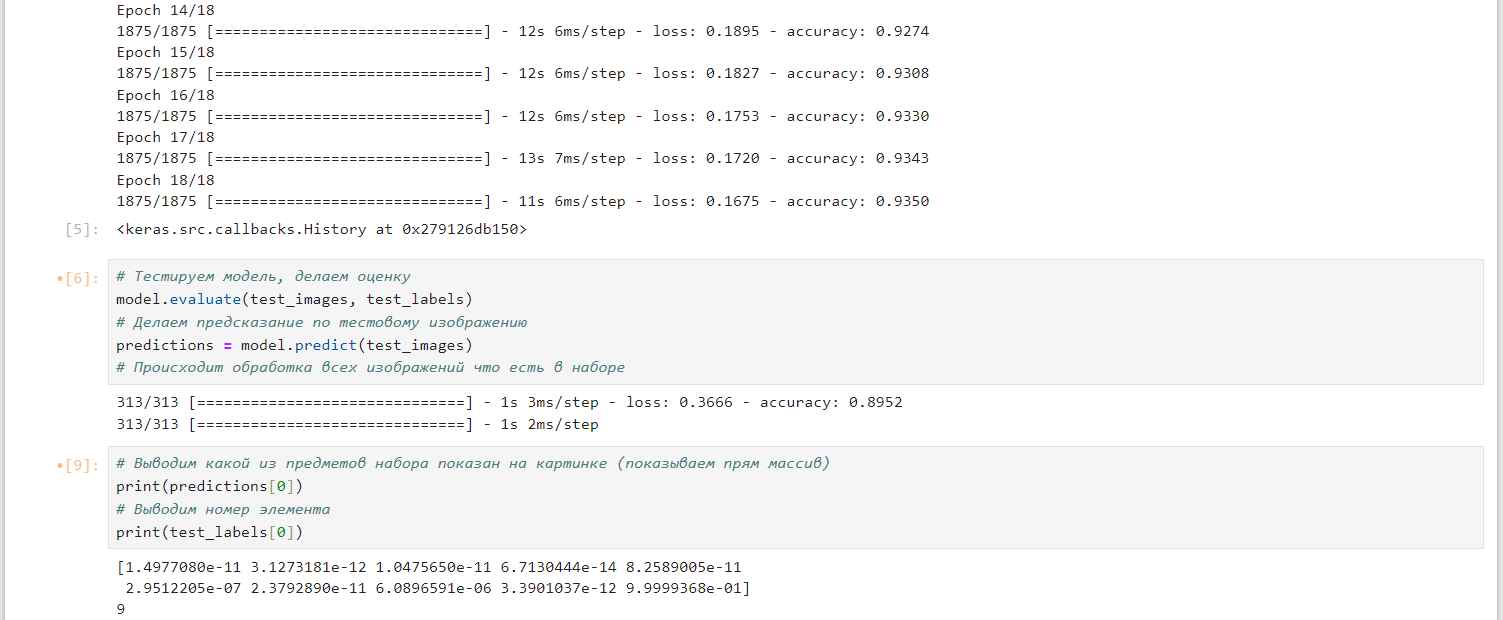 Epoch 14/18
1875/1875 [==============================] - 12s 6ms/step - loss: 0.1895 - accuracy: 0.9274
Epoch 15/18
1875/1875 [==============================] - 12s 6ms/step - loss: 0.1827 - accuracy: 0.9308
Epoch 16/18
1875/1875 [==============================] - 12s 6ms/step - loss: 0.1753 - accuracy: 0.9330
Epoch 17/18
1875/1875 [==============================] - 13s 7ms/step - loss: 0.1720 - accuracy: 0.9343
Epoch 18/18
1875/1875 [==============================] - 11s 6ms/step - loss: 0.1675 - accuracy: 0.9350
[5]: <keras.src.callbacks.History at 0x279126db150>
•[6]: # Тестируем модель, делаем оценку
model.evaluate(test_images, test_labels)
# Делаем предсказание по тестовому изображению
predictions = model.predict(test_images)
# Происходит обработка всех изображений что есть в наборе
313/313 [==============================] - 1s 3ms/step - loss: 0.3666 - accuracy: 0.8952
313/313 [==============================] - 1s 2ms/step
•[9]: # Выводим какой из предметов набора показан на картинке (показываем прям массив)
print(predictions[0])
# Выводим номер элемента
print(test_labels[0])
[1.4977080e-11 3.1273181e-12 1.0475650e-11 6.7130444e-14 8.2589005e-11
2.9512205e-07 2.3792890e-11 6.0896591e-06 3.3901037e-12 9.9999368e-01]
9